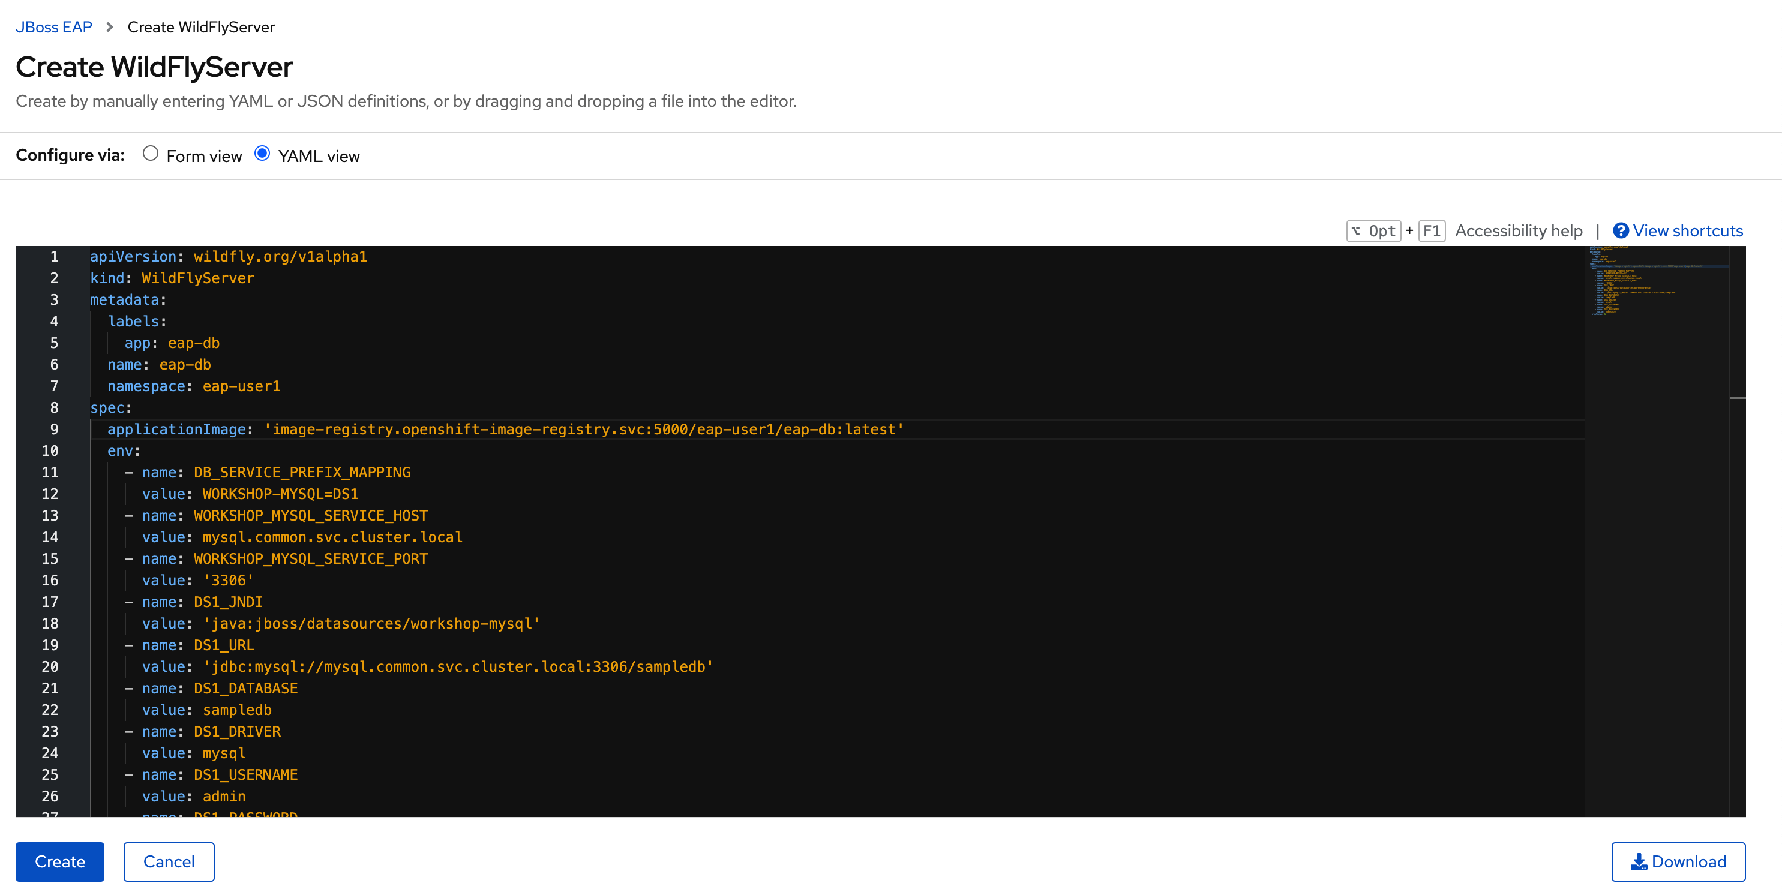 JBoss EAP > Create WildFlyServer
Create WildFlyServer
Create by manually entering YAML or JSON definitions, or by dragging and dropping a file into the editor.
Configure via: Form view YAML view
⌥ Opt + F1 Accessibility help | View shortcuts
1 apiVersion: wildfly.org/v1alpha1
2 kind: WildFlyServer
3 metadata:
4 labels:
5 app: eap-db
6 name: eap-db
7 namespace: eap-user1
8 spec:
9 applicationImage: 'image-registry.openshift-image-registry.svc:5000/eap-user1/eap-db:latest'
10 env:
11 - name: DB_SERVICE_PREFIX_MAPPING
12 value: WORKSHOP-MYSQL=DS1
13 - name: WORKSHOP_MYSQL_SERVICE_HOST
14 value: mysql.common.svc.cluster.local
15 - name: WORKSHOP_MYSQL_SERVICE_PORT
16 value: '3306'
17 - name: DS1_JNDI
18 value: 'java:jboss/datasources/workshop-mysql'
19 - name: DS1_URL
20 value: 'jdbc:mysql://mysql.common.svc.cluster.local:3306/sampledb'
21 - name: DS1_DATABASE
22 value: sampledb
23 - name: DS1_DRIVER
24 value: mysql
25 - name: DS1_USERNAME
26 value: admin
27 - name: DS1_PASSWORD
Create Cancel Download